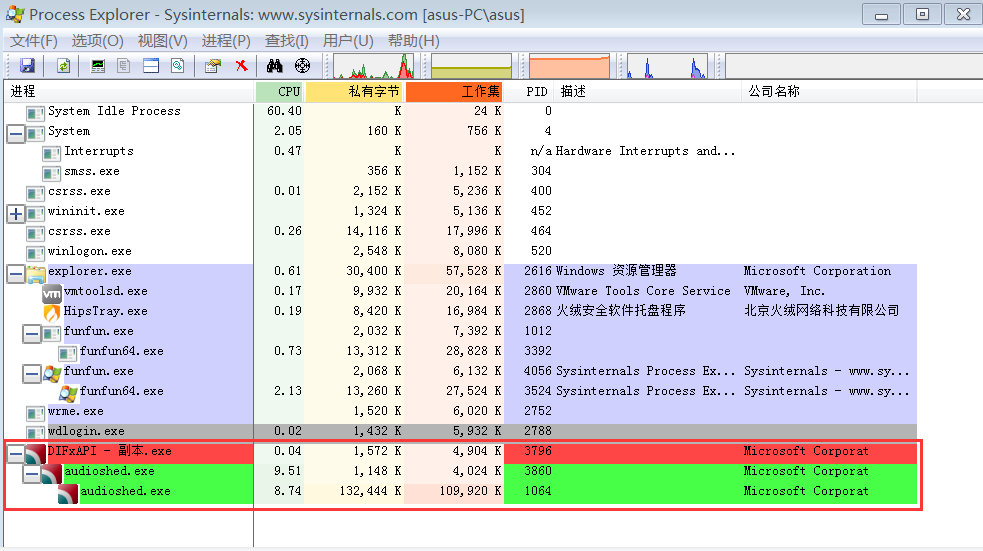 Process Explorer - Sysinternals: www.sysinternals.com [asus-PC\asus]
文件(F) 选项(O) 视图(V) 进程(P) 查找(I) 用户(U) 帮助(H)
进程 CPU 私有字节 工作集 PID 描述 公司名称
System Idle Process 60.40 K 24 K 0
System 2.05 160 K 756 K 4
Interrupts 0.47 K K n/a Hardware Interrupts and...
smss.exe 356 K 1,152 K 304
csrss.exe 0.01 2,152 K 5,236 K 400
wininit.exe 1,324 K 5,136 K 452
csrss.exe 0.26 14,116 K 17,996 K 464
winlogon.exe 2,548 K 8,080 K 520
explorer.exe 0.61 30,400 K 57,528 K 2616 Windows 资源管理器 Microsoft Corporation
vm vmtoolsd.exe 0.17 9,932 K 20,164 K 2860 VMware Tools Core Service VMware, Inc.
HipsTray.exe 0.19 8,420 K 16,984 K 2868 火绒安全软件托盘程序 北京火绒网络科技有限公司
funfun.exe 2,032 K 7,392 K 1012
funfun64.exe 0.73 13,312 K 28,828 K 3392
funfun.exe 2,068 K 6,132 K 4056 Sysinternals Process Ex... Sysinternals - www.sy...
funfun64.exe 2.13 13,260 K 27,524 K 3524 Sysinternals Process Ex... Sysinternals - www.sy...
wrme.exe 1,520 K 6,020 K 2752
wdlogin.exe 0.02 1,432 K 5,932 K 2788
DIFxAPI - 副本.exe 0.04 1,572 K 4,904 K 3796 Microsoft Corporat
audioshed.exe 9.51 1,148 K 4,024 K 3860 Microsoft Corporat
audioshed.exe 8.74 132,444 K 109,920 K 1064 Microsoft Corporat